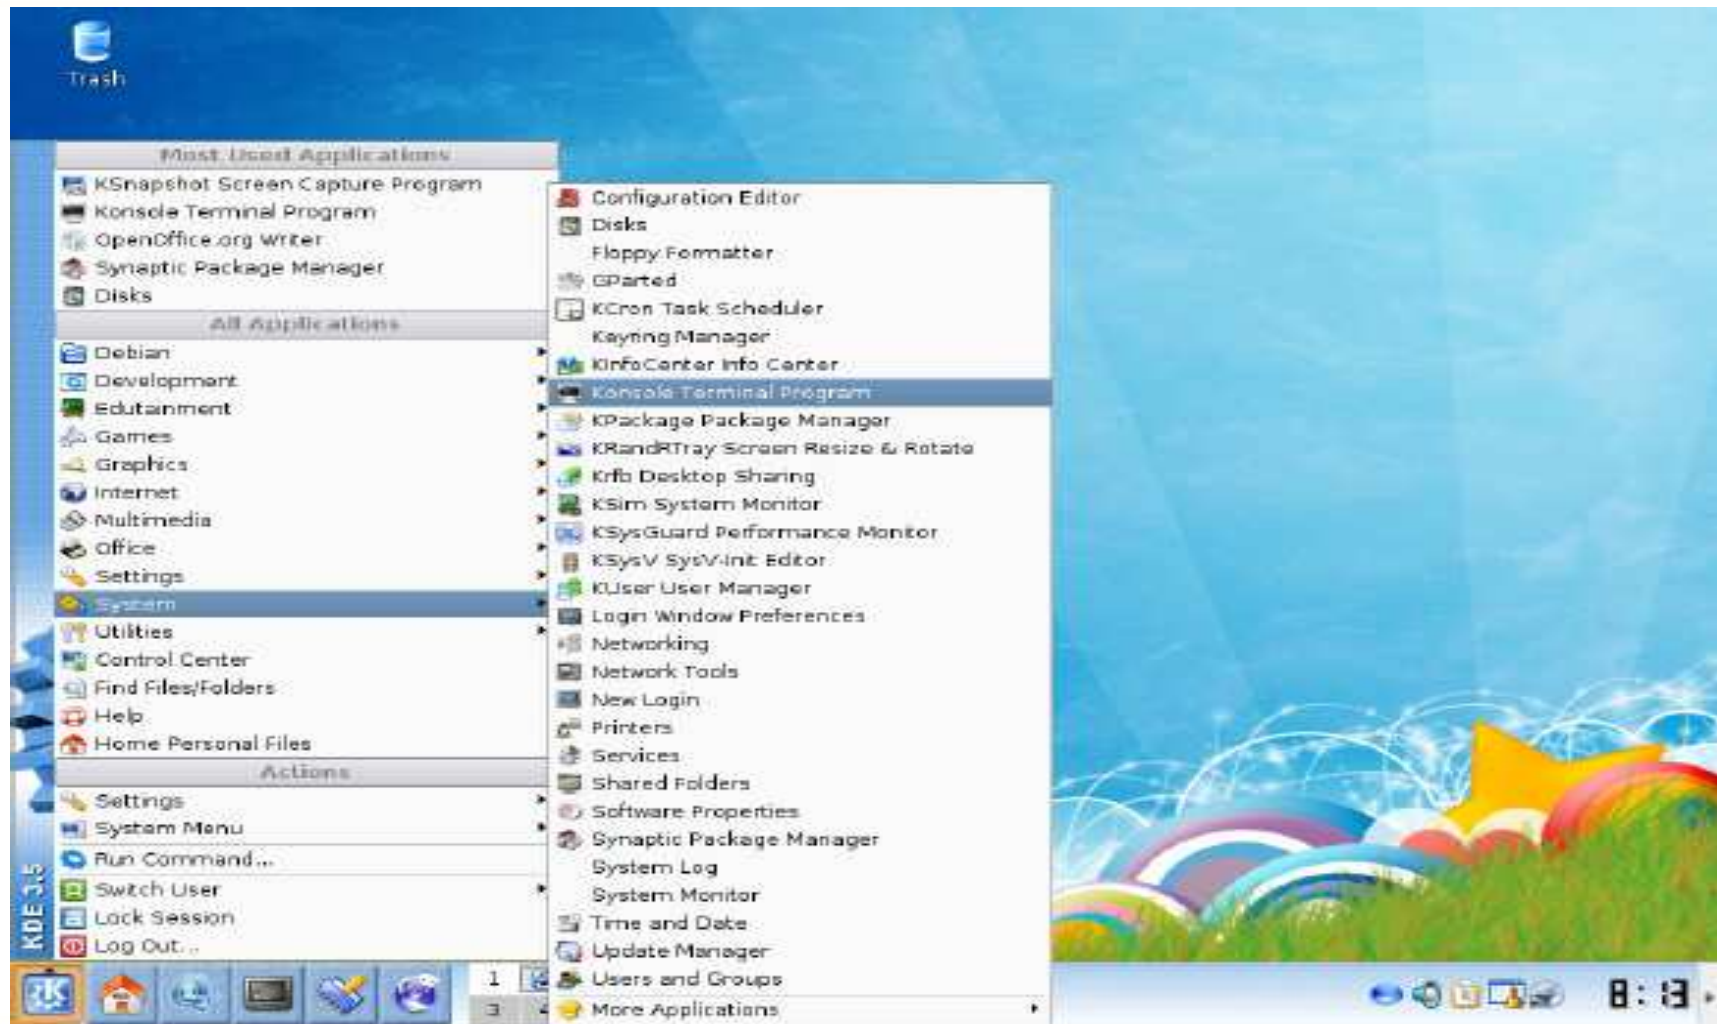 Trash
Most Used Applications
KSnapshot Screen Capture Program
Konsole Terminal Program
OpenOffice.org Writer
Synaptic Package Manager
Disks
All Applications
Debian
Development
Edutainment
Games
Graphics
Internet
Multimedia
Office
Settings
System
Utilities
Control Center
Find Files/Folders
Help
Home Personal Files
Actions
Settings
System Menu
Run Command...
Switch User
Lock Session
Log Out...
KDE 3.5
Configuration Editor
Disks
Floppy Formatter
GParted
KCron Task Scheduler
Keyring Manager
KInfoCenter Info Center
Konsole Terminal Program
KPackage Package Manager
KRandRTray Screen Resize & Rotate
Krfb Desktop Sharing
KSim System Monitor
KSysGuard Performance Monitor
KSysV SysV-Init Editor
KUser User Manager
Login Window Preferences
Networking
Network Tools
New Login
Printers
Services
Shared Folders
Software Properties
Synaptic Package Manager
System Log
System Monitor
Time and Date
Update Manager
Users and Groups
More Applications
1
3 4
8:13